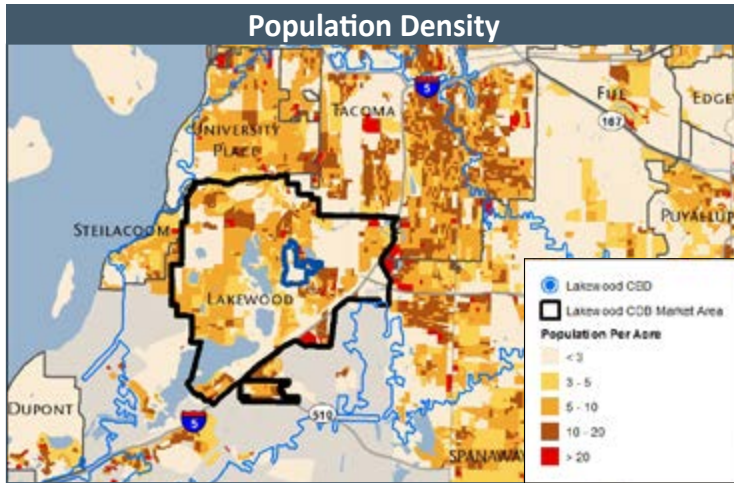 Population Density
5
FIFE
EDGE
TACOMA
167
UNIVERSITY
PLACE
PUYALLUP
STEILACOOM
LAKEWOOD
DUPONT
5
510
SPANAWAY
Lakewood CBD
Lakewood CDB Market Area
Population Per Acre
< 3
3 - 5
5 - 10
10 - 20
> 20